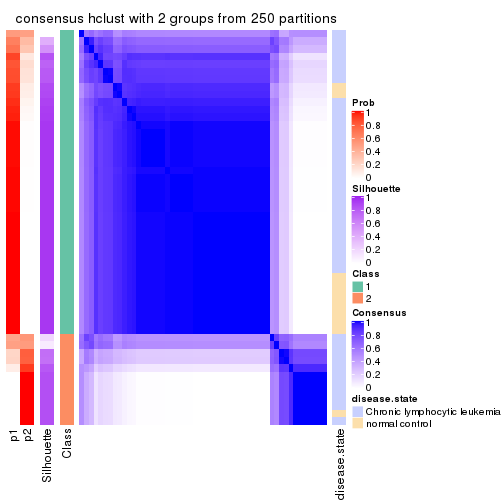 consensus hclust with 2 groups from 250 partitions
Prob
1
0.8
0.6
0.4
0.2
0
Silhouette
1
0.8
0.6
0.4
0.2
0
Class
1
2
Consensus
1
0.8
0.6
0.4
0.2
0
disease.state
Chronic lymphocytic leukemia
normal control
p1
p2
Silhouette
Class
disease.state